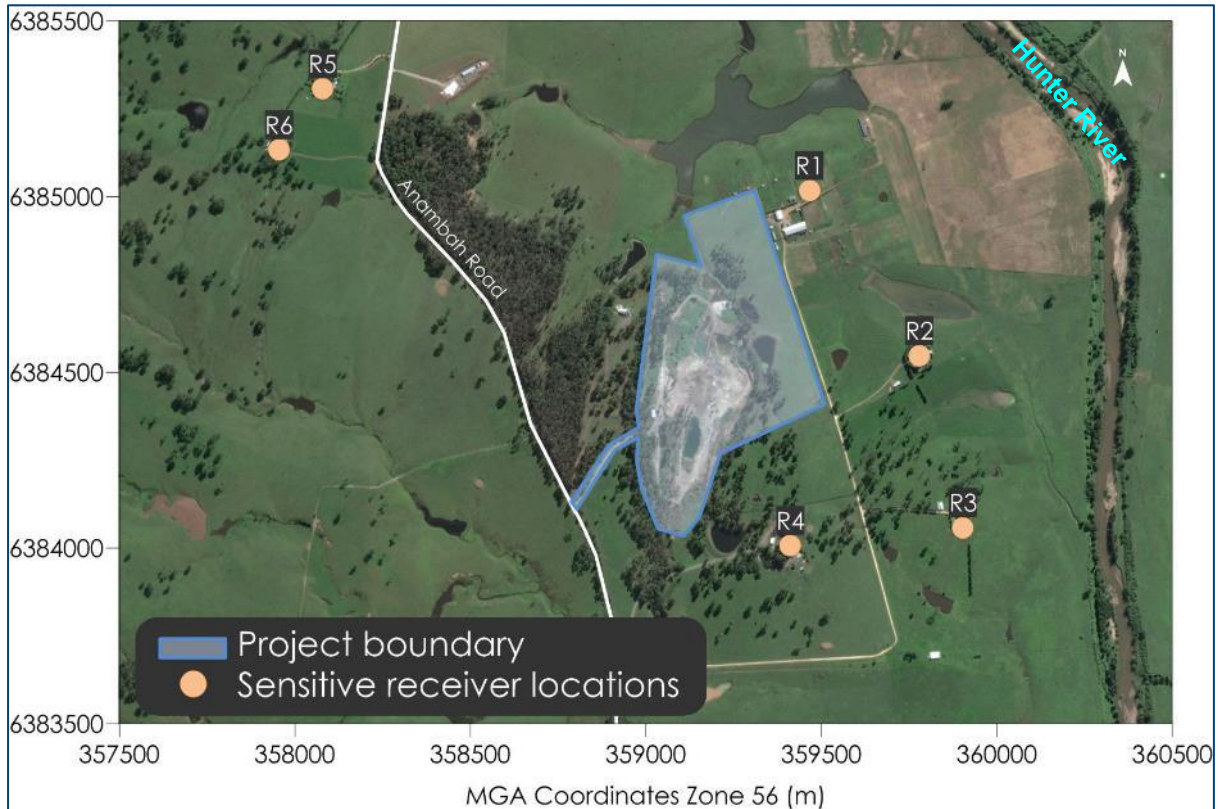 6385500
6385000
6384500
6384000
6383500
Hunter River
N
R5
R6
R1
Anambah Road
R2
R3
R4
Project boundary
Sensitive receiver locations
357500 358000 358500 359000 359500 360000 360500
MGA Coordinates Zone 56 (m)